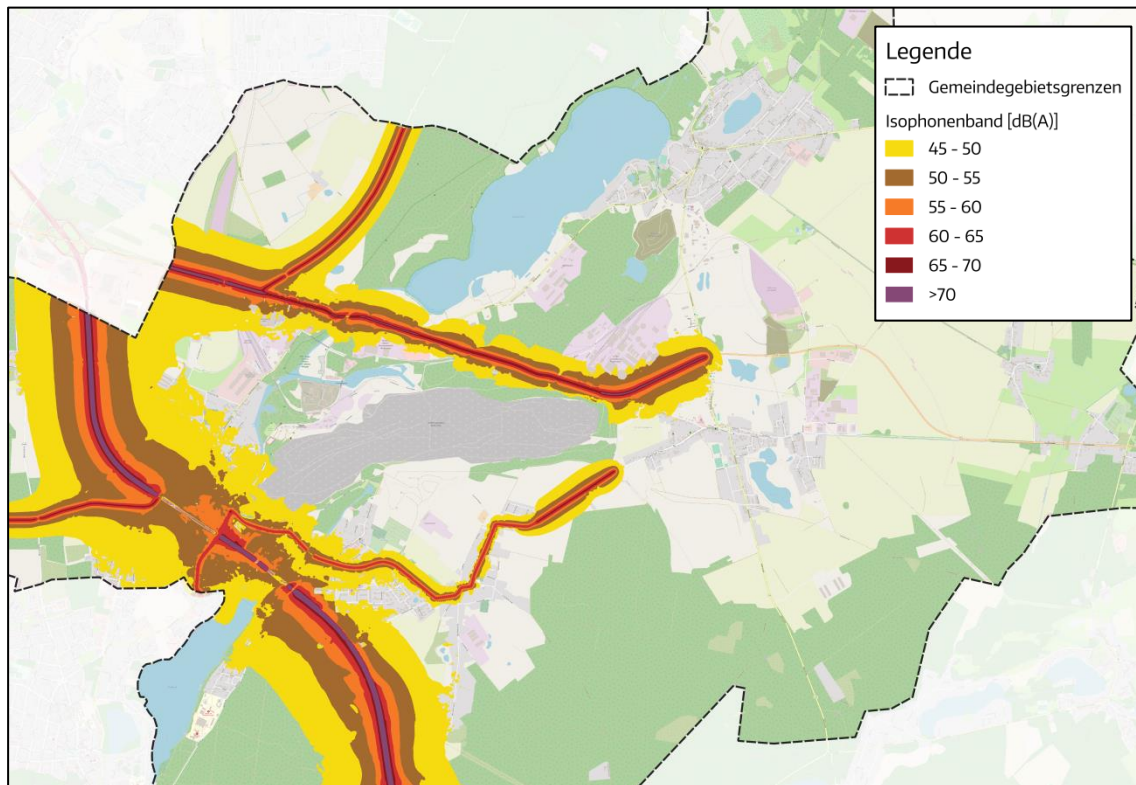 Legende
Gemeindegebietsgrenzen
Isophonenband [dB(A)]
45 - 50
50 - 55
55 - 60
60 - 65
65 - 70
>70